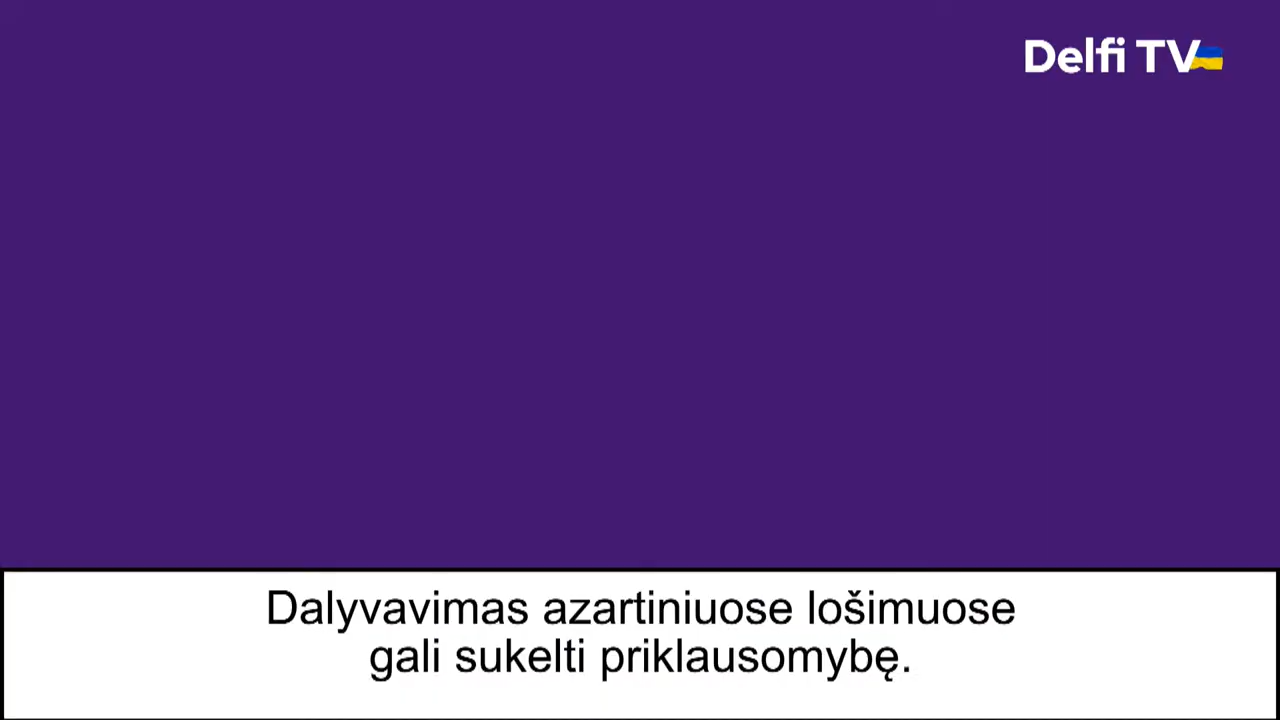 Delfi TV
Dalyvavimas azartiniuose lošimuose
gali sukelti priklausomybę.